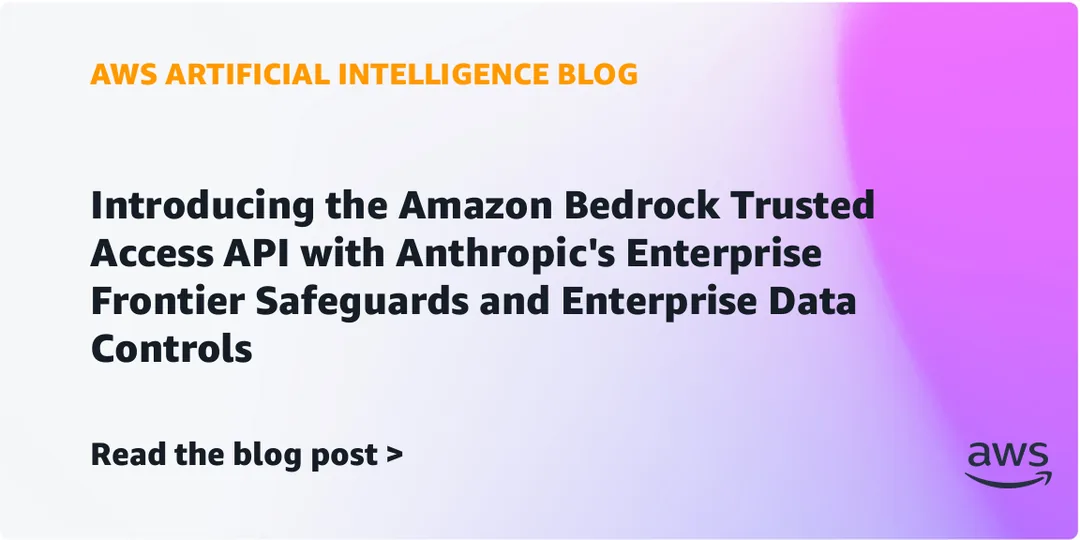 AWS ARTIFICIAL INTELLIGENCE BLOG
Introducing the Amazon Bedrock Trusted
Access API with Anthropic's Enterprise
Frontier Safeguards and Enterprise Data
Controls
Read the blog post >
aws